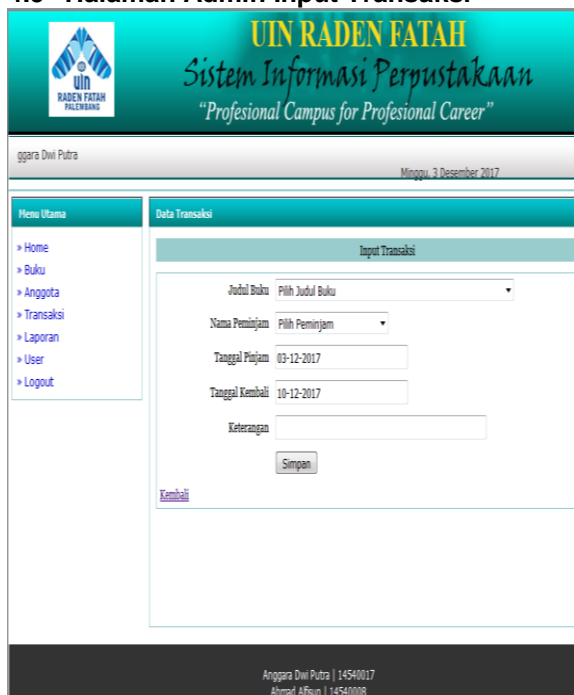 Halaman Admin Input Transaksi
UIN RADEN FATAH
Sistem Informasi Perpustakaan
“Profesional Campus for Profesional Career”
uin
RADEN FATAH
PALEMBANG
ggara Dwi Putra
Minggu, 3 Desember 2017
Menu Utama
» Home
» Buku
» Anggota
» Transaksi
» Laporan
» User
» Logout
Data Transaksi
Input Transaksi
Judul Buku Pilih Judul Buku
Nama Peminjam Pilih Peminjam
Tanggal Pinjam 03-12-2017
Tanggal Kembali 10-12-2017
Keterangan
Simpan
Kembali
Anggara Dwi Putra | 14540017
Ahmad Alfisun | 14540008